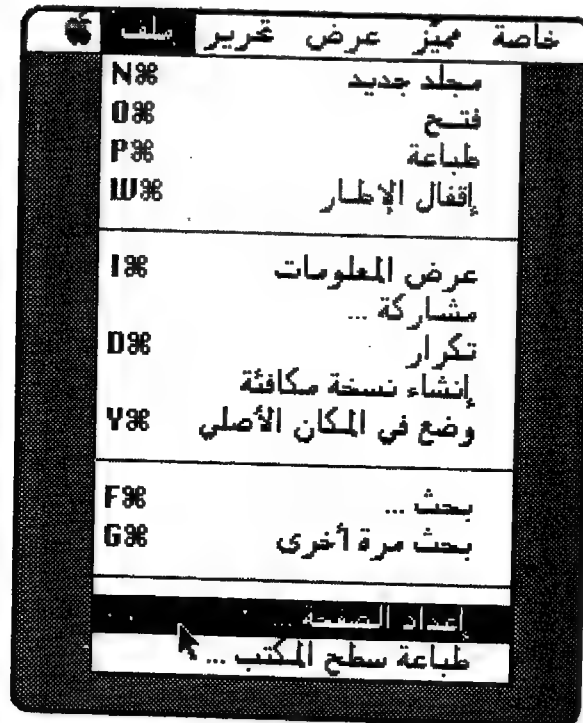 ملف تحرير عرض مميّز خاصة
مجلد جديد N⌘
فتح O⌘
طباعة P⌘
إقفال الإطار W⌘
عرض المعلومات I⌘
مشاركة ...
تكرار D⌘
إنشاء نسخة مكافئة
وضع في المكان الأصلي Y⌘
بحث ... F⌘
بحث مرة أخرى G⌘
إعداد الصفحة ...
طباعة سطح المكتب ...